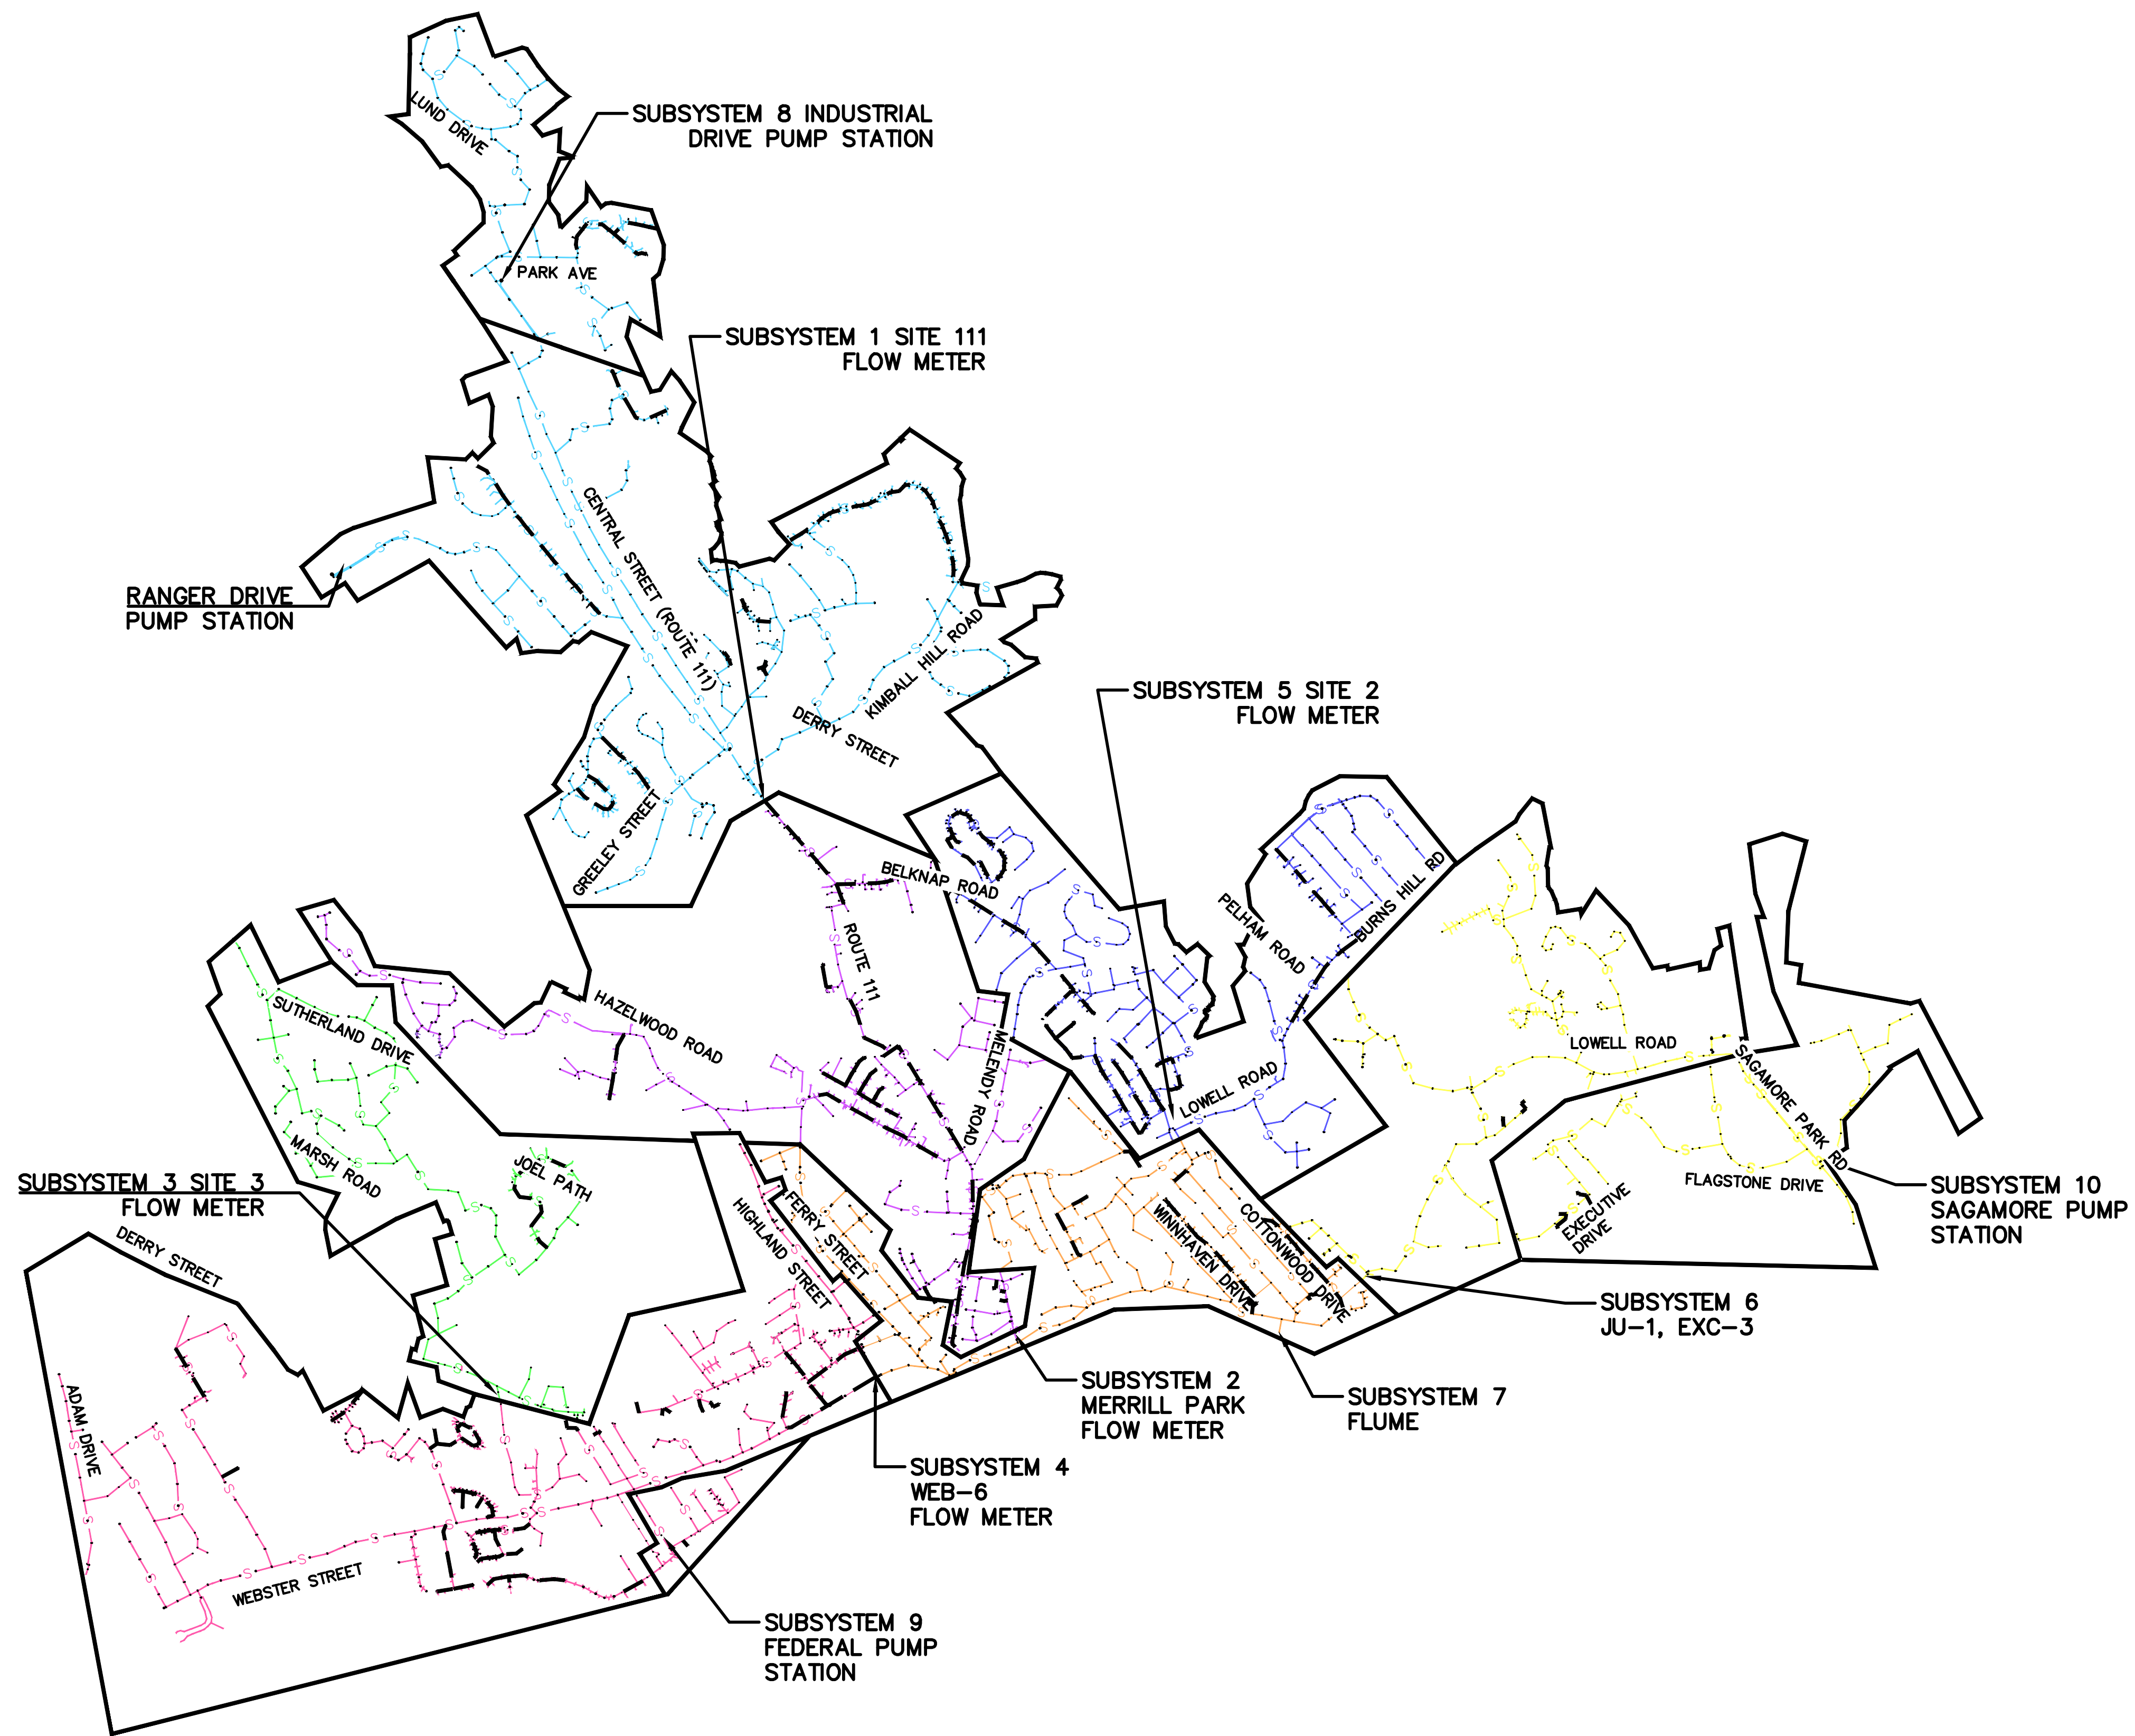 LUND DRIVE
SUBSYSTEM 8 INDUSTRIAL
DRIVE PUMP STATION
PARK AVE
SUBSYSTEM 1 SITE 111
FLOW METER
CENTRAL STREET (ROUTE 111)
RANGER DRIVE
PUMP STATION
KIMBALL HILL ROAD
DERRY STREET
SUBSYSTEM 5 SITE 2
FLOW METER
GREELEY STREET
BELKNAP ROAD
PELHAM ROAD
BURNS HILL RD
ROUTE 111
HAZELWOOD ROAD
SUTHERLAND DRIVE
MELENDY ROAD
LOWELL ROAD
LOWELL ROAD
SAGAMORE PARK RD
MARSH ROAD
JOEL PATH
SUBSYSTEM 3 SITE 3
FLOW METER
FLAGSTONE DRIVE
SUBSYSTEM 10
SAGAMORE PUMP
STATION
EXECUTIVE
DRIVE
HIGHLAND STREET
FERRY STREET
WINNHAVEN DRIVE
COTTONWOOD DRIVE
DERRY STREET
SUBSYSTEM 6
JU-1, EXC-3
SUBSYSTEM 2
MERRILL PARK
FLOW METER
SUBSYSTEM 7
FLUME
ADAM DRIVE
SUBSYSTEM 4
WEB-6
FLOW METER
WEBSTER STREET
SUBSYSTEM 9
FEDERAL PUMP
STATION